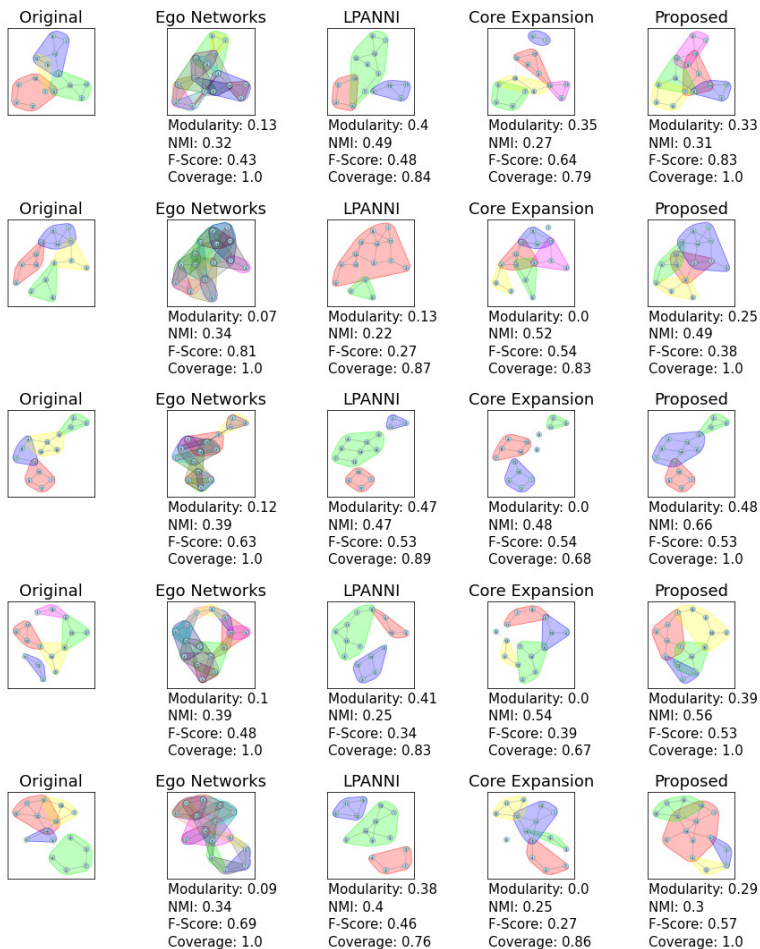 Original Ego Networks LPANNI Core Expansion Proposed
Modularity: 0.13 Modularity: 0.4 Modularity: 0.35 Modularity: 0.33
NMI: 0.32 NMI: 0.49 NMI: 0.27 NMI: 0.31
F-Score: 0.43 F-Score: 0.48 F-Score: 0.64 F-Score: 0.83
Coverage: 1.0 Coverage: 0.84 Coverage: 0.79 Coverage: 1.0
Original Ego Networks LPANNI Core Expansion Proposed
Modularity: 0.07 Modularity: 0.13 Modularity: 0.0 Modularity: 0.25
NMI: 0.34 NMI: 0.22 NMI: 0.52 NMI: 0.49
F-Score: 0.81 F-Score: 0.27 F-Score: 0.54 F-Score: 0.38
Coverage: 1.0 Coverage: 0.87 Coverage: 0.83 Coverage: 1.0
Original Ego Networks LPANNI Core Expansion Proposed
Modularity: 0.12 Modularity: 0.47 Modularity: 0.0 Modularity: 0.48
NMI: 0.39 NMI: 0.47 NMI: 0.48 NMI: 0.66
F-Score: 0.63 F-Score: 0.53 F-Score: 0.54 F-Score: 0.53
Coverage: 1.0 Coverage: 0.89 Coverage: 0.68 Coverage: 1.0
Original Ego Networks LPANNI Core Expansion Proposed
Modularity: 0.1 Modularity: 0.41 Modularity: 0.0 Modularity: 0.39
NMI: 0.39 NMI: 0.25 NMI: 0.54 NMI: 0.56
F-Score: 0.48 F-Score: 0.34 F-Score: 0.39 F-Score: 0.53
Coverage: 1.0 Coverage: 0.83 Coverage: 0.67 Coverage: 1.0
Original Ego Networks LPANNI Core Expansion Proposed
Modularity: 0.09 Modularity: 0.38 Modularity: 0.0 Modularity: 0.29
NMI: 0.34 NMI: 0.4 NMI: 0.25 NMI: 0.3
F-Score: 0.69 F-Score: 0.46 F-Score: 0.27 F-Score: 0.57
Coverage: 1.0 Coverage: 0.76 Coverage: 0.86 Coverage: 1.0